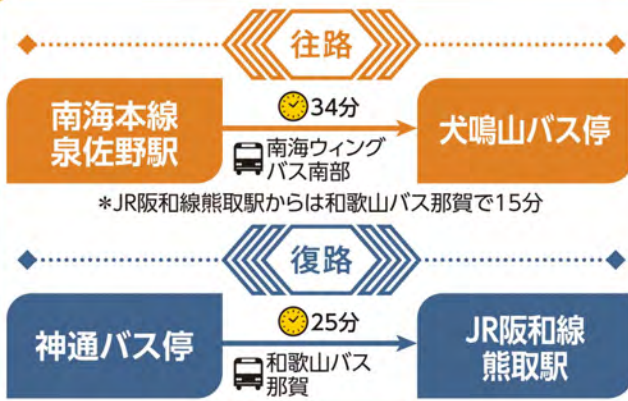 往路
南海本線
泉佐野駅
34分
南海ウィング
バス南部
犬鳴山バス停
*JR阪和線熊取駅からは和歌山バス那賀で15分
復路
神通バス停
25分
和歌山バス
那賀
JR阪和線
熊取駅